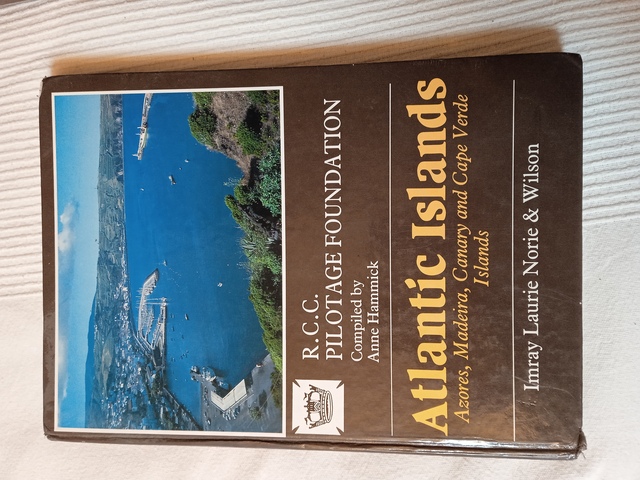 R.C.C.
PILOTAGE FOUNDATION
Compiled by
Anne Hammick
Atlantic Islands
Azores, Madeira, Canary and Cape Verde
Islands
Imray Laurie Norie & Wilson